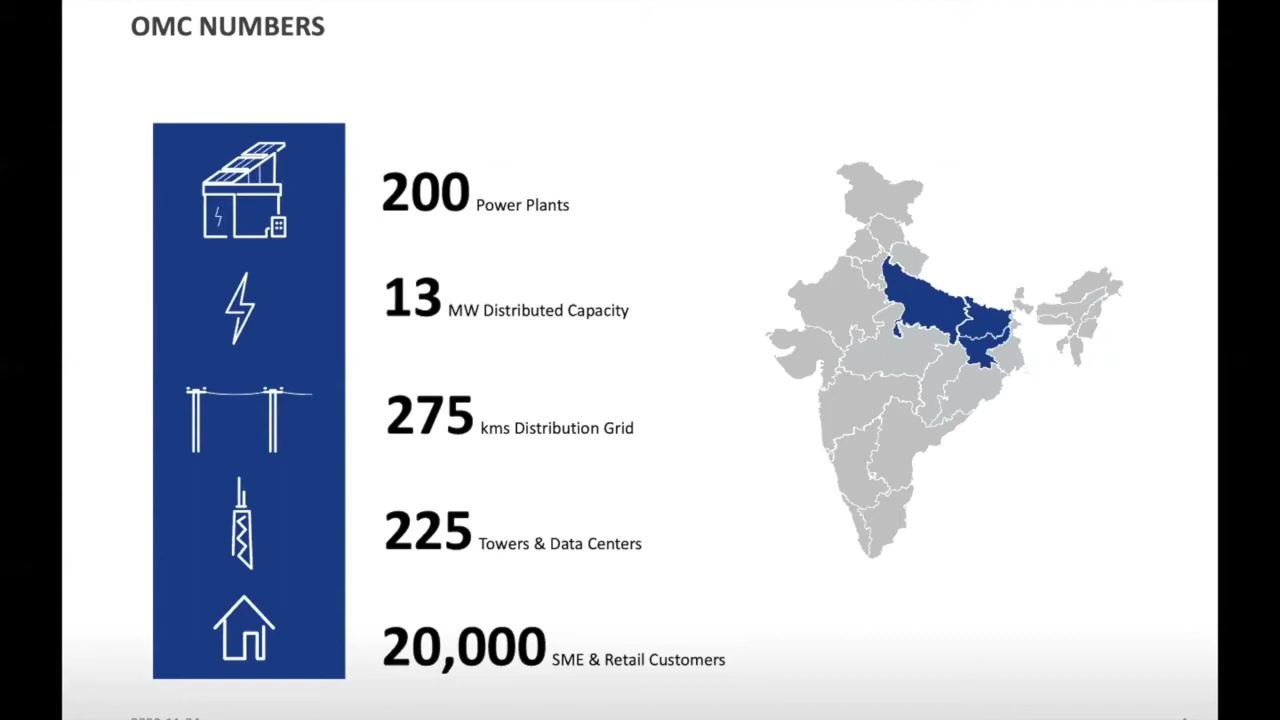 OMC NUMBERS
200 Power Plants
13 MW Distributed Capacity
275 kms Distribution Grid
225 Towers & Data Centers
20,000 SME & Retail Customers